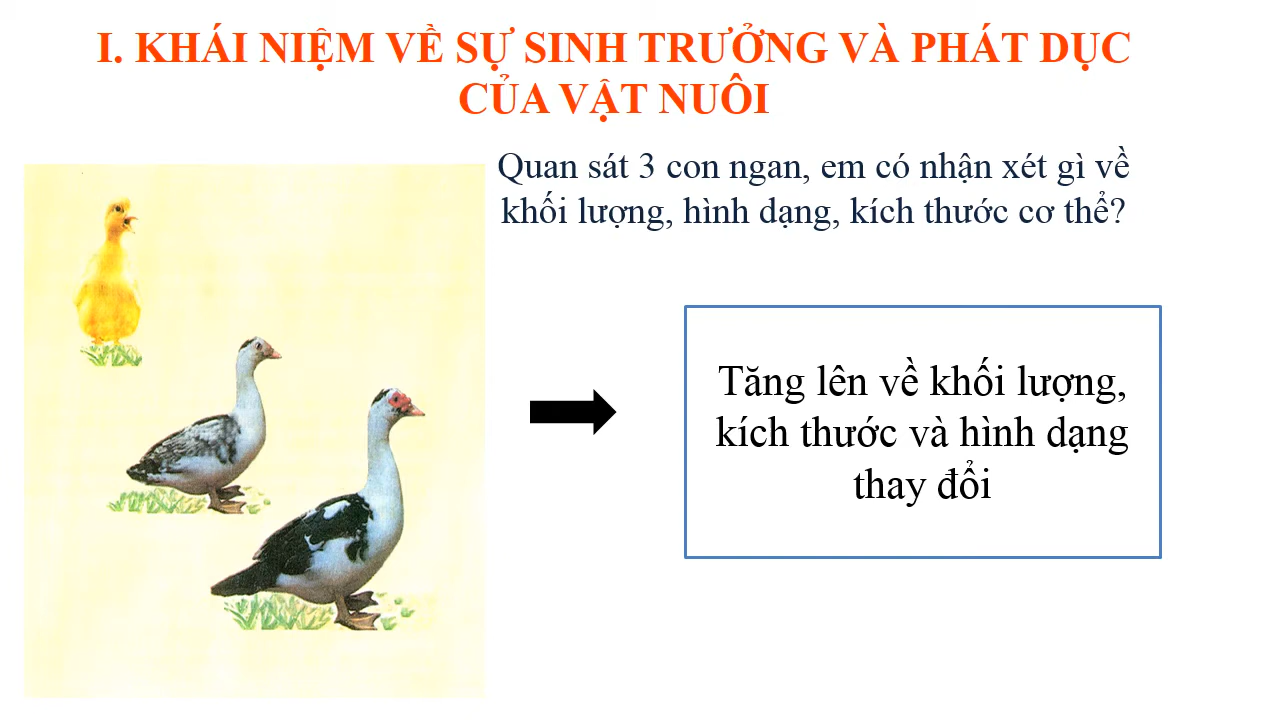 I. KHÁI NIỆM VỀ SỰ SINH TRƯỞNG VÀ PHÁT DỤC
CỦA VẬT NUÔI
Quan sát 3 con ngan, em có nhận xét gì về
khối lượng, hình dạng, kích thước cơ thể?
Tăng lên về khối lượng,
kích thước và hình dạng
thay đổi